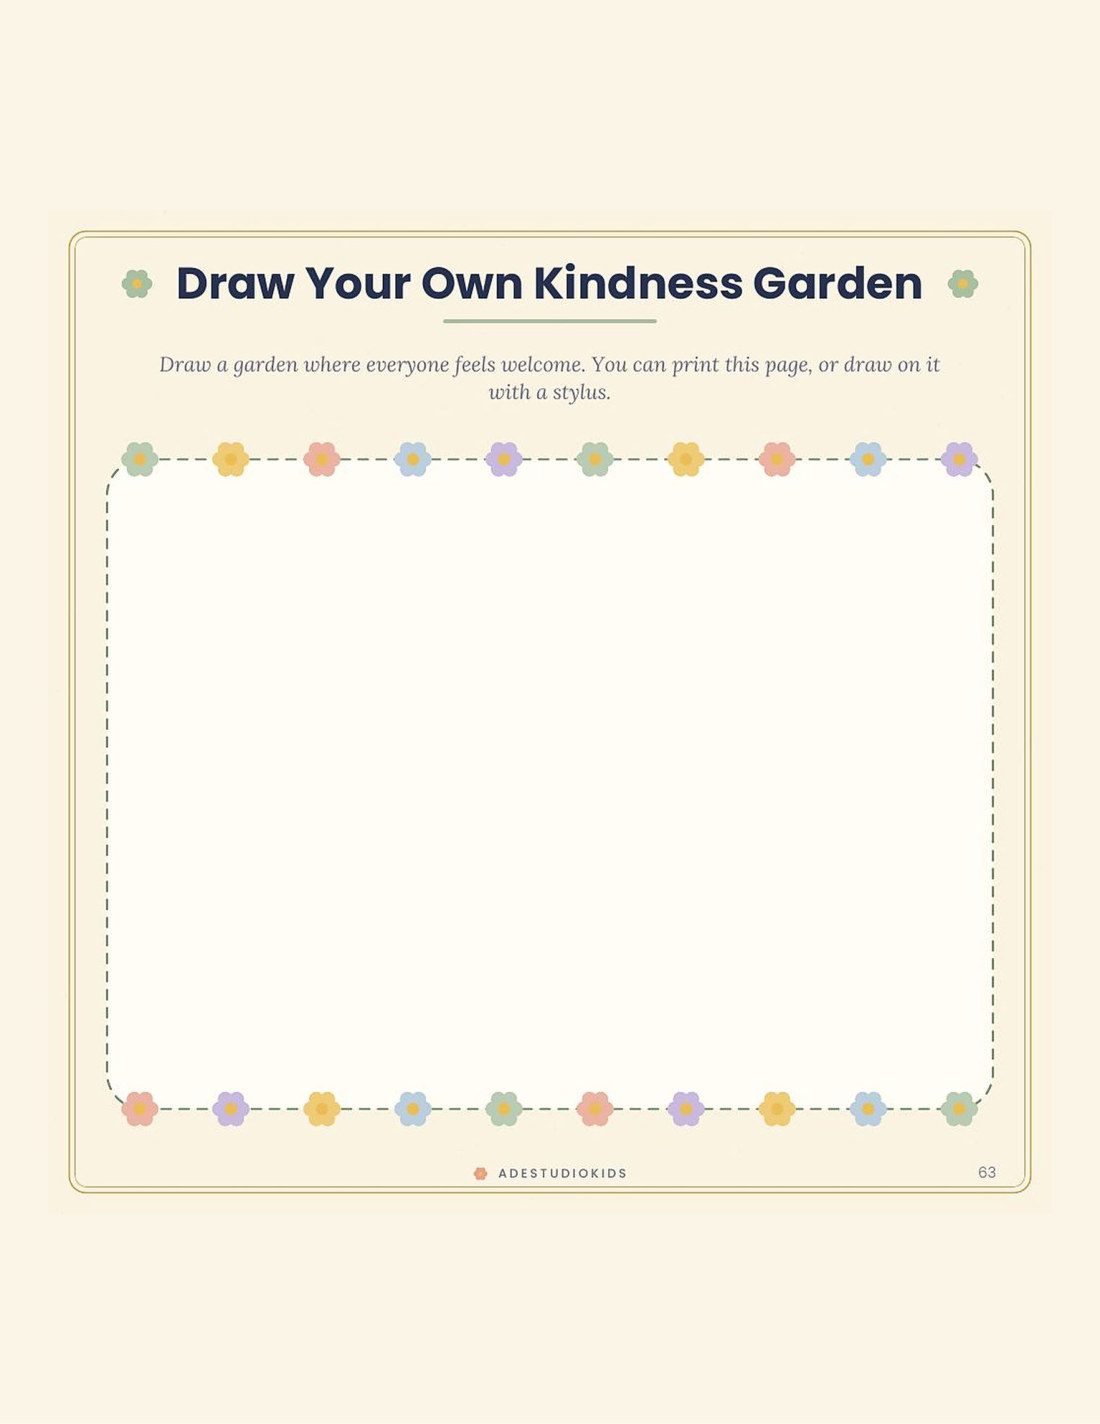 Draw Your Own Kindness Garden
Draw a garden where everyone feels welcome. You can print this page, or draw on it
with a stylus.
ADESTUDIOKIDS
63